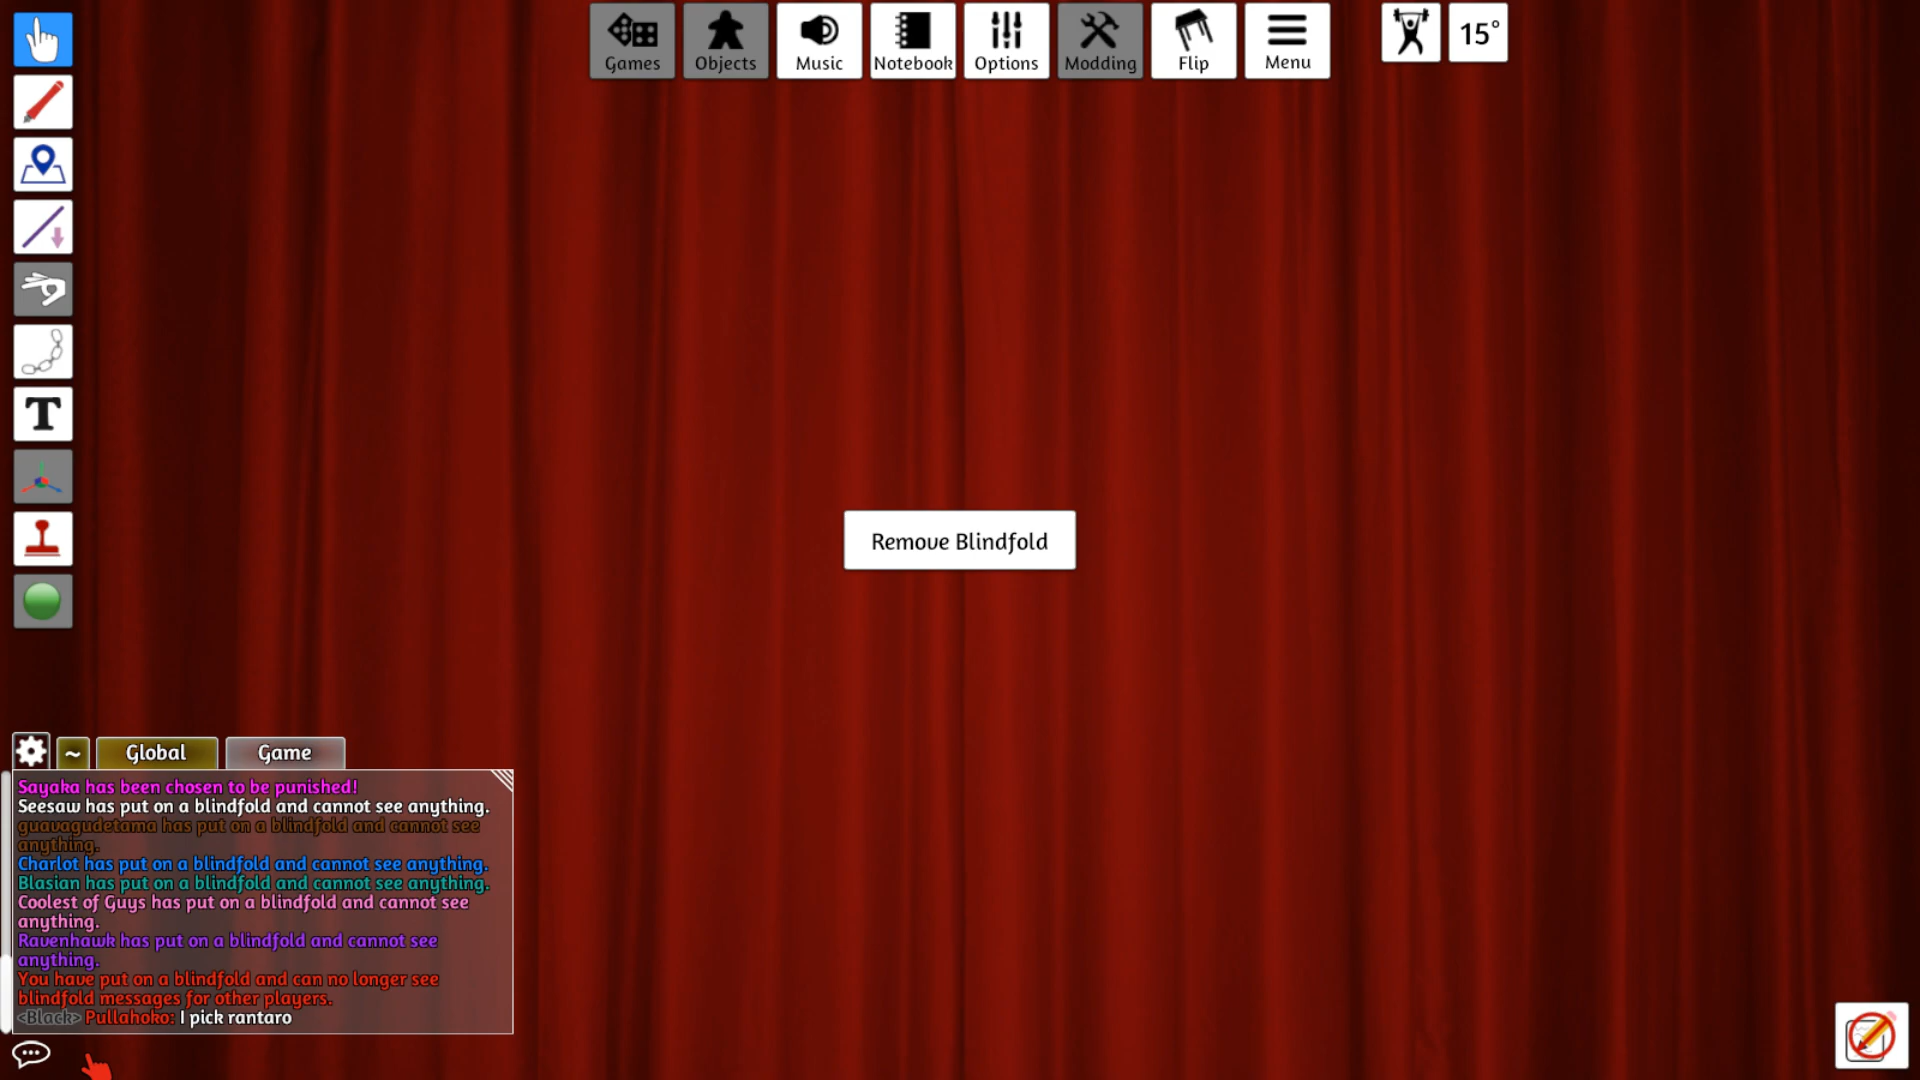 Games
Objects
Music
Notebook
Options
Modding
Flip
Menu
15°
T
Remove Blindfold
~
Global
Game
Sayaka has been chosen to be punished!
Seesaw has put on a blindfold and cannot see anything.
guavagudetama has put on a blindfold and cannot see
anything.
Charlot has put on a blindfold and cannot see anything.
Blasian has put on a blindfold and cannot see anything.
Coolest of Guys has put on a blindfold and cannot see
anything.
Ravenhawk has put on a blindfold and cannot see
anything.
You have put on a blindfold and can no longer see
blindfold messages for other players.
<Black> Pullahoko: I pick rantaro